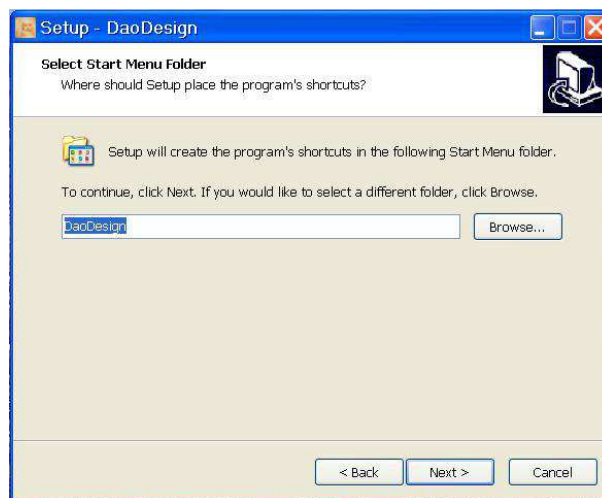 Setup - DaoDesign
Select Start Menu Folder
Where should Setup place the program's shortcuts?
Setup will create the program's shortcuts in the following Start Menu folder.
To continue, click Next. If you would like to select a different folder, click Browse.
DaoDesign
Browse...
< Back
Next >
Cancel